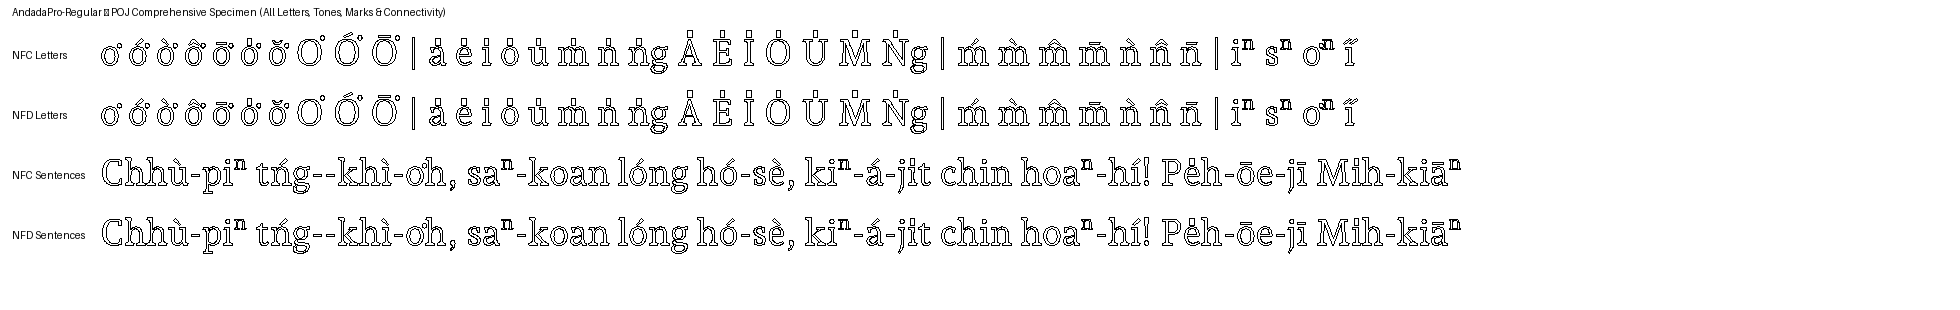 AndadaPro-Regular □ POJ Comprehensive Specimen (All Letters, Tones, Marks & Connectivity)
NFC Letters o͘ ó͘ ò͘ ô͘ ō͘ o̍͘ ŏ͘ O͘ Ó͘ Ō͘ | a̍ e̍ i̍ o̍ u̍ m̍ n̍ n̍g A̍ E̍ I̍ O̍ U̍ M̍ N̍g | ḿ m̀ m̂ m̄ ǹ n̂ n̄ | iⁿ sⁿ o͘ⁿ i̋
NFD Letters o͘ ó͘ ò͘ ô͘ ō͘ o̍͘ ŏ͘ O͘ Ó͘ Ō͘ | a̍ e̍ i̍ o̍ u̍ m̍ n̍ n̍g A̍ E̍ I̍ O̍ U̍ M̍ N̍g | ḿ m̀ m̂ m̄ ǹ n̂ n̄ | iⁿ sⁿ o͘ⁿ i̋
NFC Sentences Chhù-piⁿ tńg--khì-o͘h, saⁿ-koan lóng hó-sè, kiⁿ-á-ji̍t chin hoaⁿ-hí! Pe̍h-ōe-jī Mi̍h-kiāⁿ
NFD Sentences Chhù-piⁿ tńg--khì-o͘h, saⁿ-koan lóng hó-sè, kiⁿ-á-ji̍t chin hoaⁿ-hí! Pe̍h-ōe-jī Mi̍h-kiāⁿ